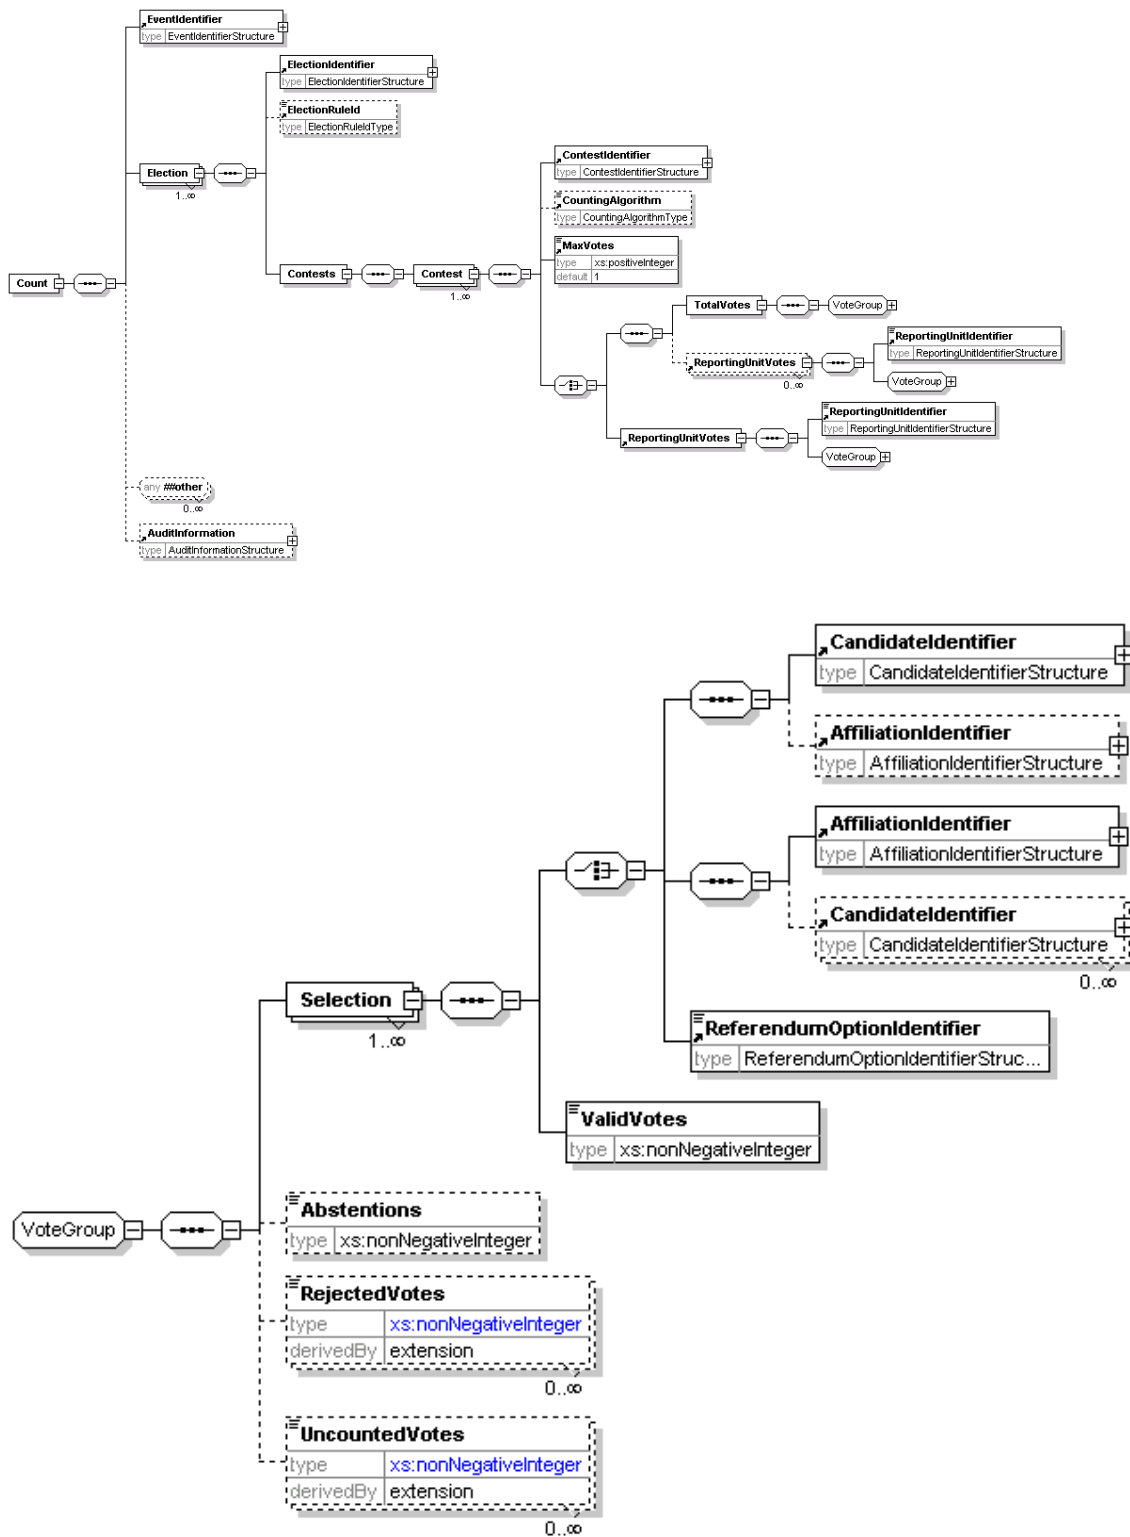 EventIdentifier
type EventIdentifierStructure
ElectionIdentifier
type ElectionIdentifierStructure
ElectionRuleId
type ElectionRuleIdType
Election
1..∞
ContestIdentifier
type ContestIdentifierStructure
CountingAlgorithm
type CountingAlgorithmType
MaxVotes
type xs:positiveInteger
default 1
Count
Contests
Contest
1..∞
TotalVotes
VoteGroup
ReportingUnitVotes
0..∞
ReportingUnitIdentifier
type ReportingUnitIdentifierStructure
VoteGroup
ReportingUnitVotes
ReportingUnitIdentifier
type ReportingUnitIdentifierStructure
VoteGroup
any ##other
0..∞
AuditInformation
type AuditInformationStructure
CandidateIdentifier
type CandidateIdentifierStructure
AffiliationIdentifier
type AffiliationIdentifierStructure
AffiliationIdentifier
type AffiliationIdentifierStructure
CandidateIdentifier
type CandidateIdentifierStructure
0..∞
Selection
1..∞
ReferendumOptionIdentifier
type ReferendumOptionIdentifierStruc...
ValidVotes
type xs:nonNegativeInteger
VoteGroup
Abstentions
type xs:nonNegativeInteger
RejectedVotes
type xs:nonNegativeInteger
derivedBy extension
0..∞
UncountedVotes
type xs:nonNegativeInteger
derivedBy extension
0..∞